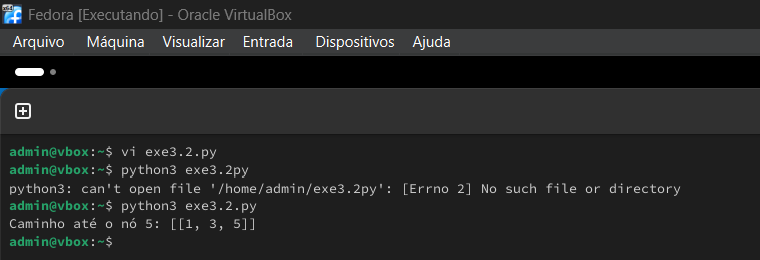 x64
Fedora [Executando] - Oracle VirtualBox
Arquivo Máquina Visualizar Entrada Dispositivos Ajuda
admin@vbox:~$ vi exe3.2.py
admin@vbox:~$ python3 exe3.2py
python3: can't open file '/home/admin/exe3.2py': [Errno 2] No such file or directory
admin@vbox:~$ python3 exe3.2.py
Caminho até o nó 5: [[1, 3, 5]]
admin@vbox:~$